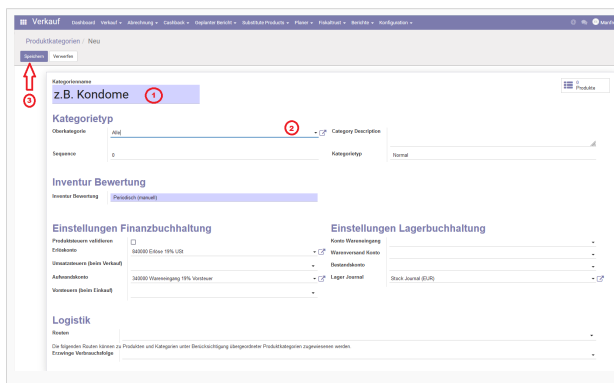 Verkauf Dashboard Verkauf Abrechnung Cashback Geplanter Bericht Substitute Products Planer Fiskaltrust Berichte Konfiguration
Produktkategorien / Neu
Speichern Verwerfen
3
Kategoriename
z.B. Kondome
1
0
Produkte
Kategorietyp
Oberkategorie Alle
2
Category Description
Sequence 0
Kategorietyp Normal
Inventur Bewertung
Inventur Bewertung Periodisch (manuell)
Einstellungen Finanzbuchhaltung
Einstellungen Lagerbuchhaltung
Produktsteuern validieren
Konto Wareneingang
Erlöskonto 840000 Erlöse 19% USt
Warenversand Konto
Umsatzsteuern (beim Verkauf)
Bestandskonto
Aufwandskonto 340000 Wareneingang 19% Vorsteuer
Lager Journal Stock Journal (EUR)
Vorsteuern (beim Einkauf)
Logistik
Routen
Die folgenden Routen können zu Produkten und Kategorien unter Berücksichtigung übergeordneter Produktkategorien zugewiesenen werden.
Erzwinge Verbrauchsfolge